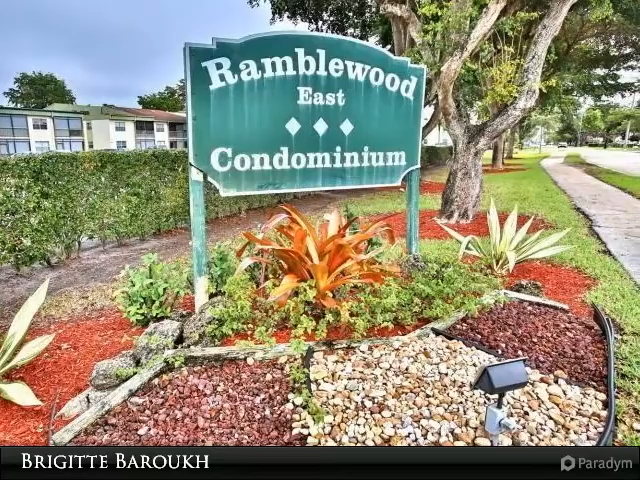 Ramblewood
East
Condominium
BRIGITTE BAROUKH
Paradym